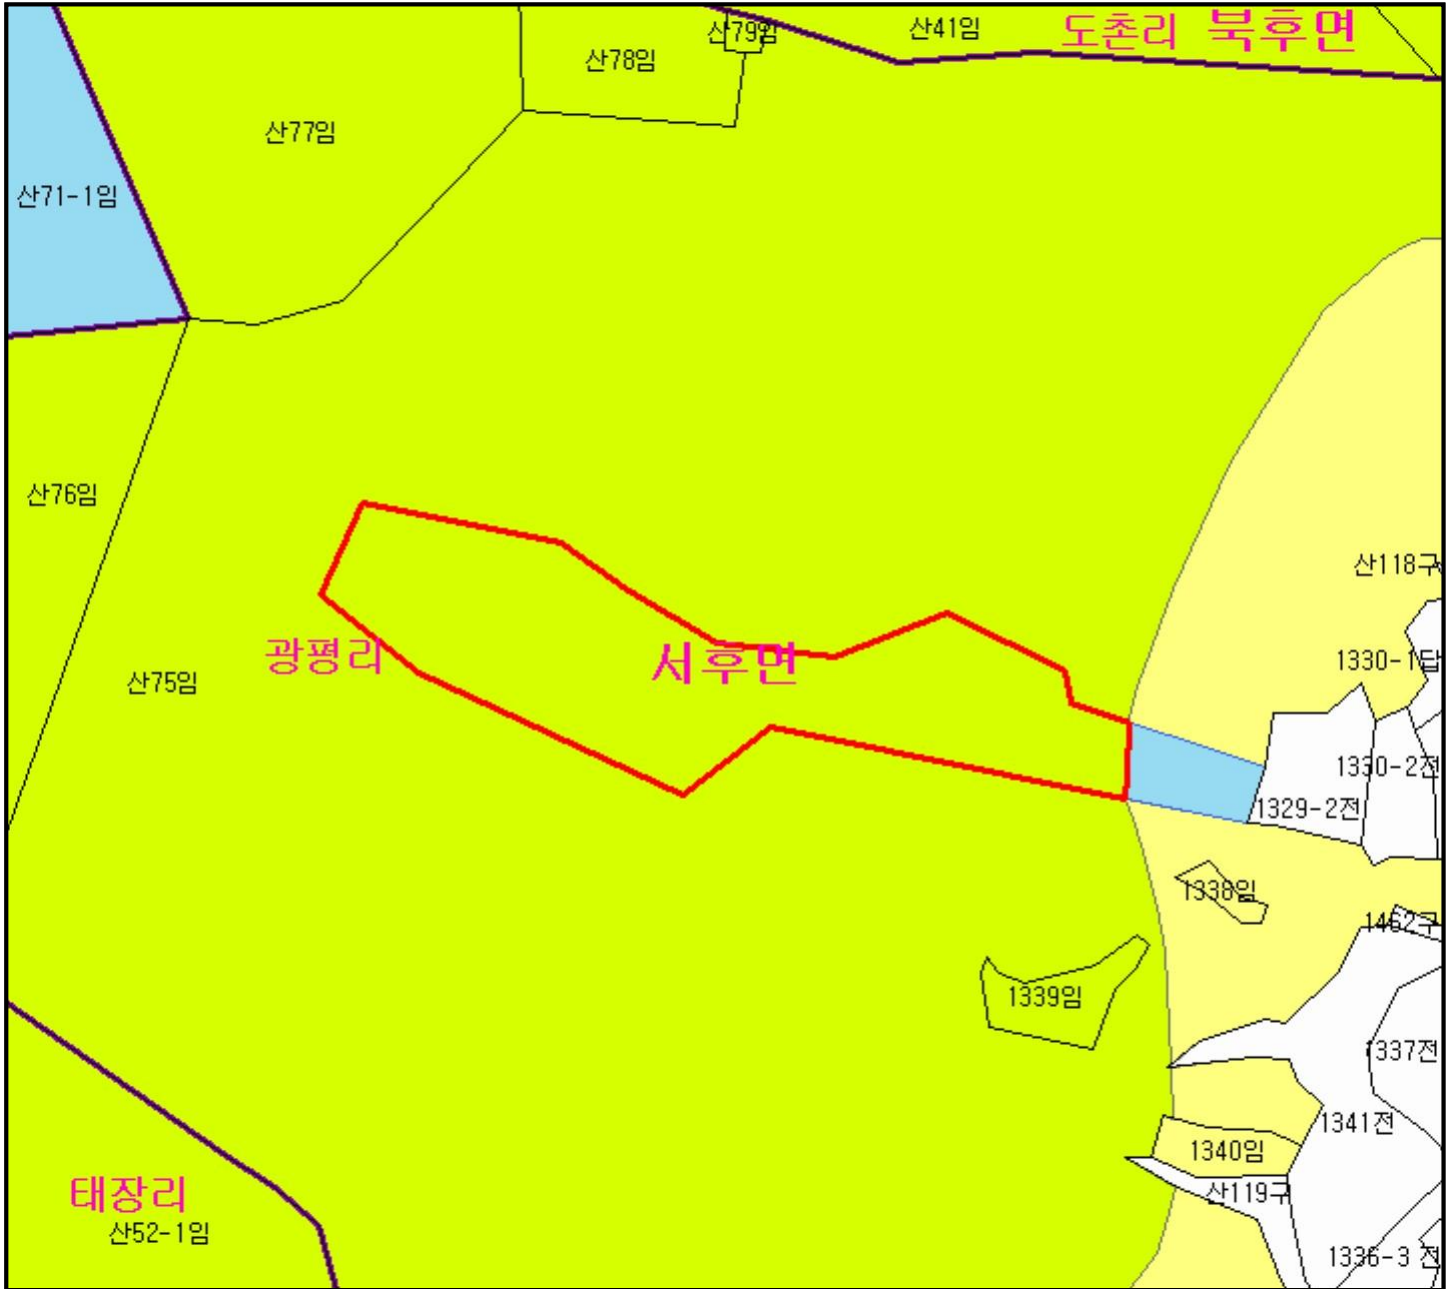 산79임
산41임
도촌리 북후면
산78임
산77임
산71-1임
산76임
산118구
광평리
서후면
1330-1답
산75임
1330-2전
1329-2전
1338임
1462구
1339임
1337전
1341전
1340임
태장리
산119구
산52-1임
1336-3 전